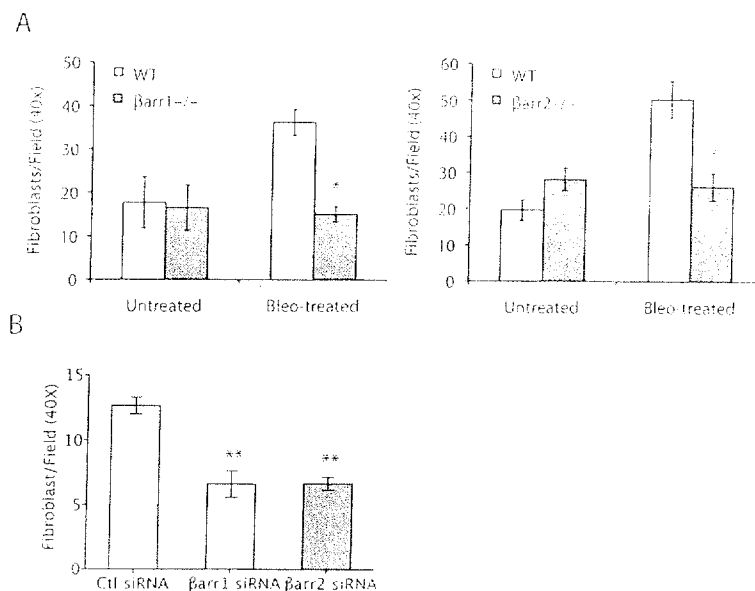 A
Fibroblasts/Field (40x)
50
40
30
20
10
0
WT
βarr1-/-
*
Untreated
Bleo-treated
Fibroblasts/Field (40x)
60
50
40
30
20
10
0
WT
βarr2-/-
Untreated
Bleo-treated
B
Fibroblast/Field (40X)
15
10
5
0
**
**
Ctl siRNA
βarr1 siRNA
βarr2 siRNA